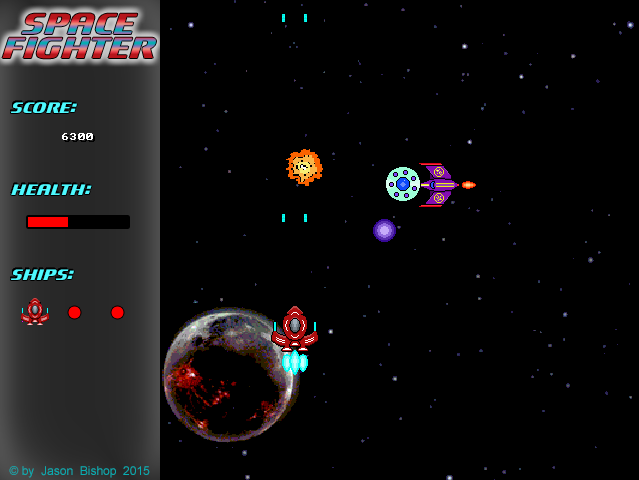 SPACE
FIGHTER
SCORE:
6300
HEALTH:
SHIPS:
© by Jason Bishop 2015